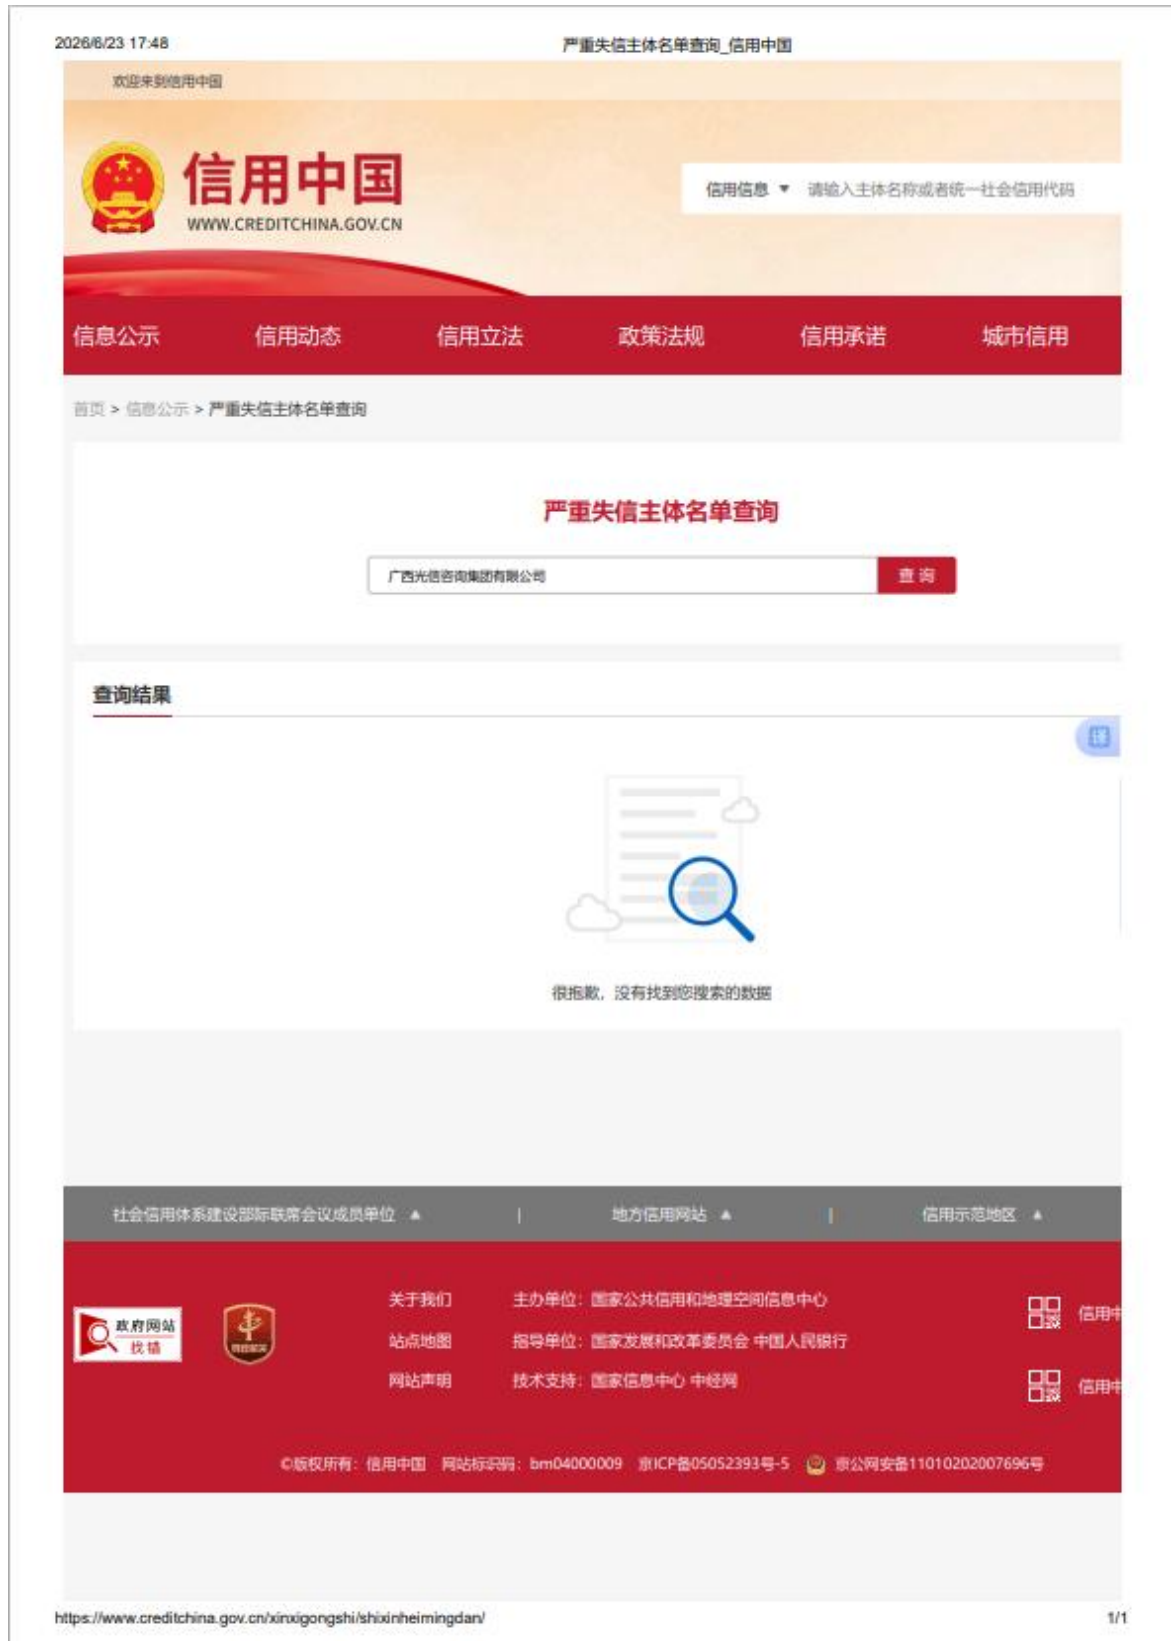 2026/6/23 17:48 严重失信主体名单查询_信用中国
欢迎来到信用中国
信用中国
WWW.CREDITCHINA.GOV.CN
信用信息 ▼ 请输入主体名称或者统一社会信用代码
信息公示 信用动态 信用立法 政策法规 信用承诺 城市信用
首页 > 信息公示 > 严重失信主体名单查询
严重失信主体名单查询
广西光信咨询集团有限公司 查 询
查询结果
译
很抱歉，没有找到您搜索的数据
社会信用体系建设部际联席会议成员单位 ▲ | 地方信用网站 ▲ | 信用示范地区 ▲
政府网站
找错
关于我们 主办单位：国家公共信用和地理空间信息中心
信用中
站点地图 指导单位：国家发展和改革委员会 中国人民银行
网站声明 技术支持：国家信息中心 中经网
信用中
©版权所有：信用中国 网站标识码：bm04000009 京ICP备05052393号-5 京公网安备11010202007696号
https://www.creditchina.gov.cn/xinxigongshi/shixinheimingdan/ 1/1